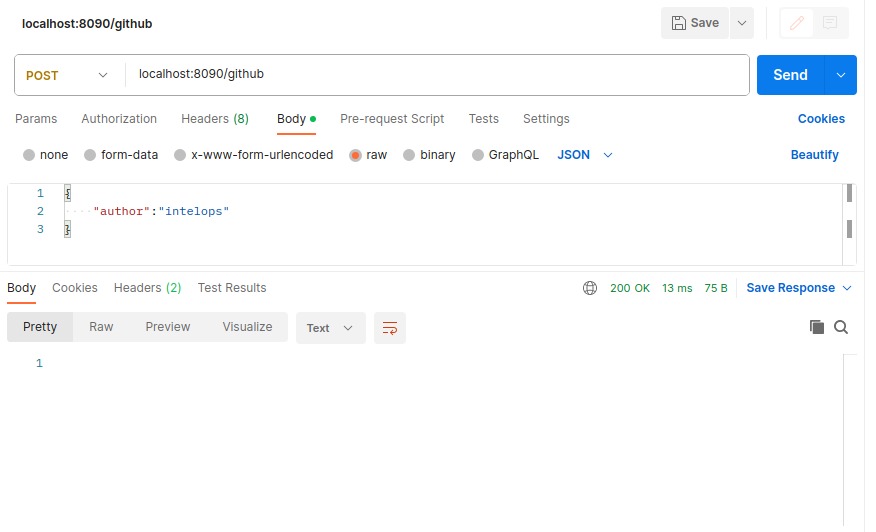 localhost:8090/github
Save
POST localhost:8090/github Send
Params Authorization Headers (8) Body Pre-request Script Tests Settings Cookies
none form-data x-www-form-urlencoded raw binary GraphQL JSON Beautify
1 {
2 "author":"intelops"
3 }
Body Cookies Headers (2) Test Results 200 OK 13 ms 75 B Save Response
Pretty Raw Preview Visualize Text
1